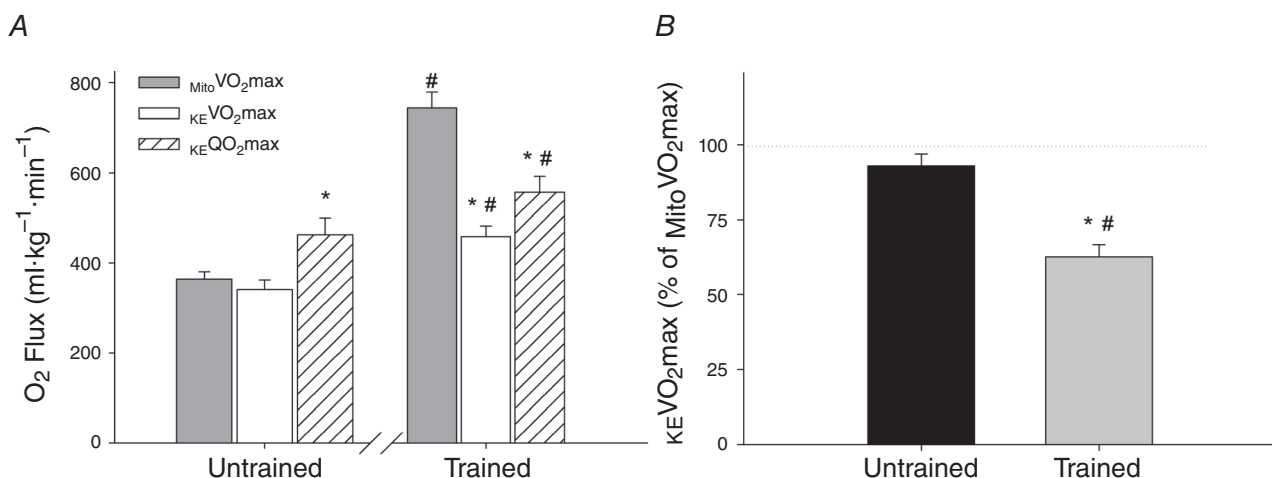 A
O₂ Flux (ml·kg⁻¹·min⁻¹)
800
600
400
200
0
MitoVO₂max
KEVO₂max
KEQO₂max
*
#
* #
* #
Untrained
Trained
B
KEVO₂max (% of MitoVO₂max)
100
75
50
25
0
* #
Untrained
Trained